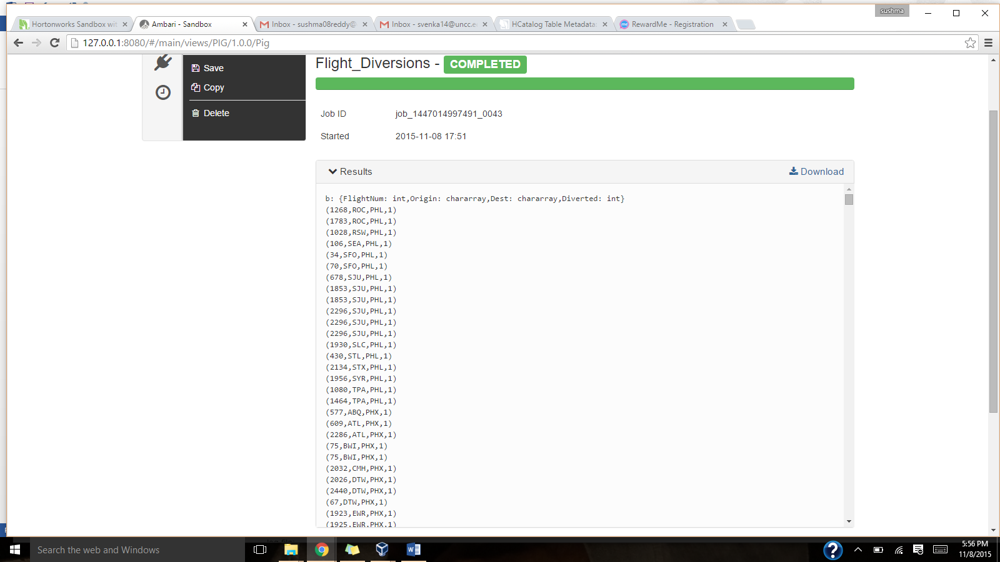 sushma
Hortonworks Sandbox wit
Ambari - Sandbox
Inbox - sushma08reddy@
Inbox - svenka14@uncc.e
HCatalog Table Metadata
RewardMe - Registration
127.0.0.1:8080/#/main/views/PIG/1.0.0/Pig
Save
Copy
Delete
Flight_Diversions - COMPLETED
Job ID job_1447014997491_0043
Started 2015-11-08 17:51
Results Download
b: {FlightNum: int,Origin: chararray,Dest: chararray,Diverted: int}
(1268,ROC,PHL,1)
(1783,ROC,PHL,1)
(1028,RSW,PHL,1)
(106,SEA,PHL,1)
(34,SFO,PHL,1)
(70,SFO,PHL,1)
(678,SJU,PHL,1)
(1853,SJU,PHL,1)
(1853,SJU,PHL,1)
(2296,SJU,PHL,1)
(2296,SJU,PHL,1)
(2296,SJU,PHL,1)
(1930,SLC,PHL,1)
(430,STL,PHL,1)
(2134,STX,PHL,1)
(1956,SYR,PHL,1)
(1080,TPA,PHL,1)
(1464,TPA,PHL,1)
(577,ABQ,PHX,1)
(609,ATL,PHX,1)
(2286,ATL,PHX,1)
(75,BWI,PHX,1)
(75,BWI,PHX,1)
(2032,CMH,PHX,1)
(2026,DTW,PHX,1)
(2440,DTW,PHX,1)
(67,DTW,PHX,1)
(1923,EWR,PHX,1)
(1925,EWR,PHX,1)
Search the web and Windows
5:56 PM
11/8/2015